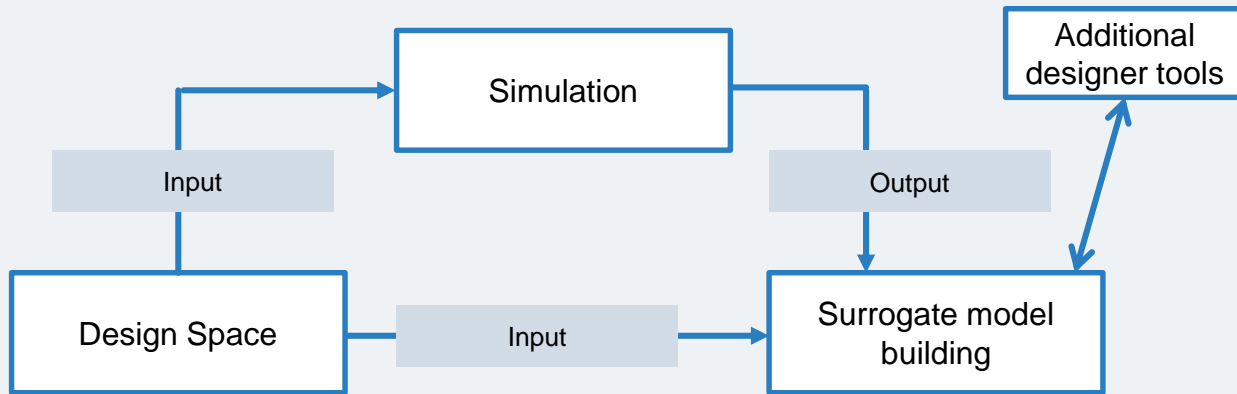 Additional
designer tools
Simulation
Input
Output
Design Space
Input
Surrogate model
building